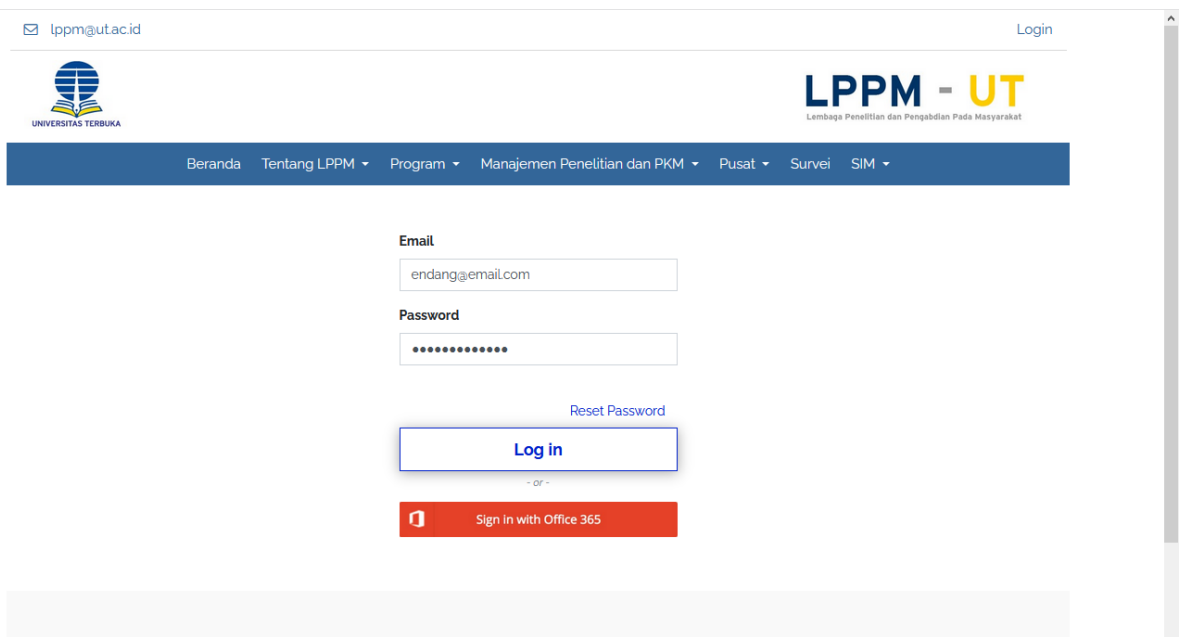 lppm@ut.ac.id
Login
UNIVERSITAS TERBUKA
LPPM - UT
Lembaga Penelitian dan Pengabdian Pada Masyarakat
Beranda Tentang LPPM Program Manajemen Penelitian dan PKM Pusat Survei SIM
Email
endang@email.com
Password
•••••••••••••
Reset Password
Log in
- or -
Sign in with Office 365